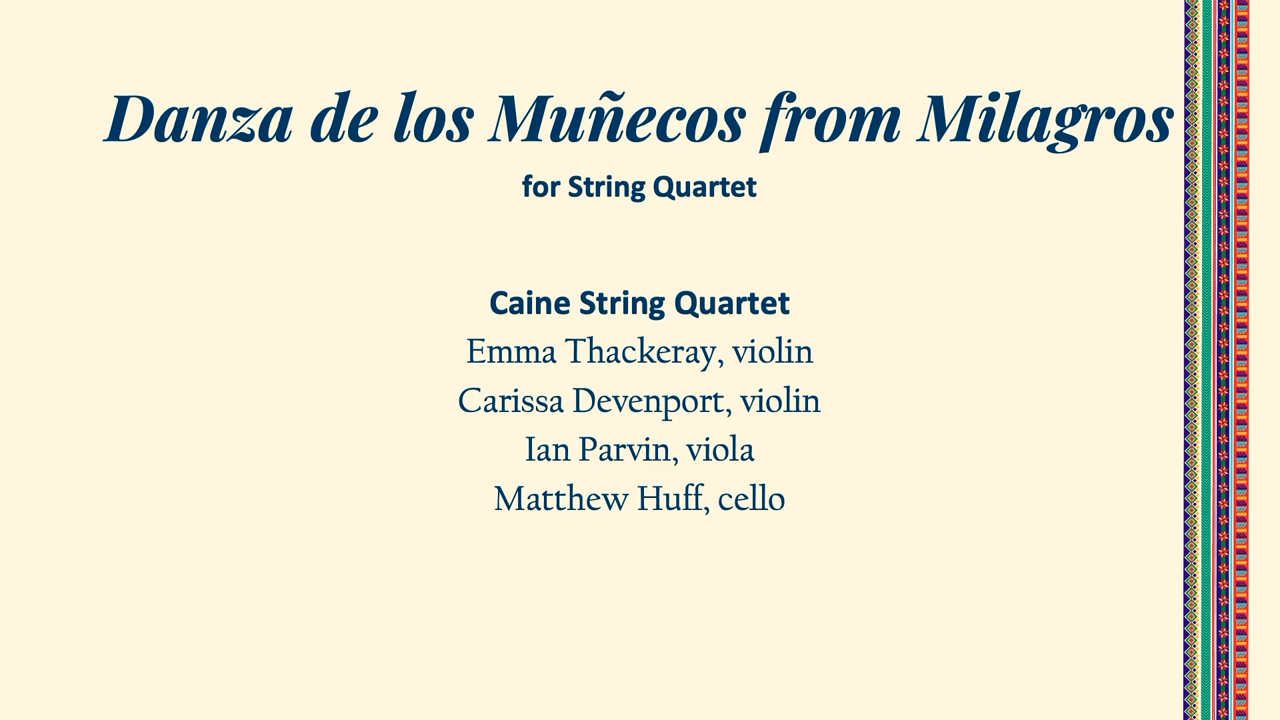 Danza de los Muñecos from Milagros
for String Quartet
Caine String Quartet
Emma Thackeray, violin
Carissa Devenport, violin
Ian Parvin, viola
Matthew Huff, cello